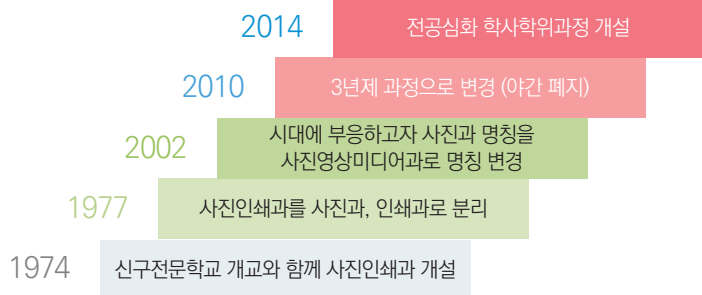 2014 전공심화 학사학위과정 개설
2010 3년제 과정으로 변경 (야간 폐지)
2002 시대에 부응하고자 사진과 명칭을
사진영상미디어과로 명칭 변경
1977 사진인쇄과를 사진과, 인쇄과로 분리
1974 신구전문학교 개교와 함께 사진인쇄과 개설